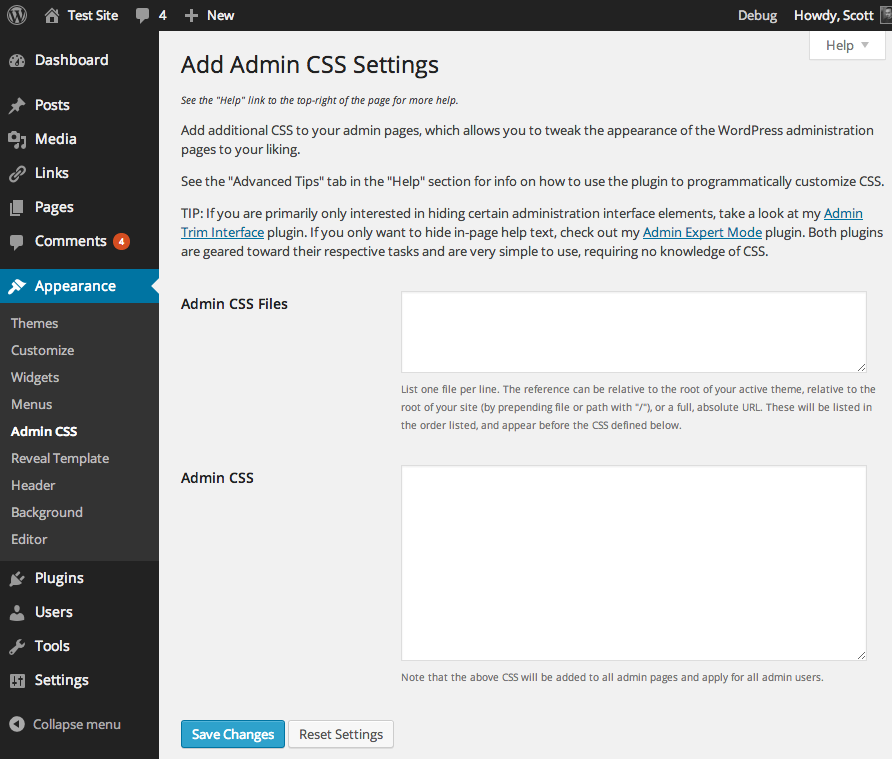 Test Site 4 New Debug Howdy, Scott
Help
Dashboard
Posts
Media
Links
Pages
Comments 4
Appearance
Themes
Customize
Widgets
Menus
Admin CSS
Reveal Template
Header
Background
Editor
Plugins
Users
Tools
Settings
Collapse menu
Add Admin CSS Settings
See the "Help" link to the top-right of the page for more help.
Add additional CSS to your admin pages, which allows you to tweak the appearance of the WordPress administration
pages to your liking.
See the "Advanced Tips" tab in the "Help" section for info on how to use the plugin to programmatically customize CSS.
TIP: If you are primarily only interested in hiding certain administration interface elements, take a look at my Admin
Trim Interface plugin. If you only want to hide in-page help text, check out my Admin Expert Mode plugin. Both plugins
are geared toward their respective tasks and are very simple to use, requiring no knowledge of CSS.
Admin CSS Files
List one file per line. The reference can be relative to the root of your active theme, relative to the
root of your site (by prepending file or path with "/"), or a full, absolute URL. These will be listed in
the order listed, and appear before the CSS defined below.
Admin CSS
Note that the above CSS will be added to all admin pages and apply for all admin users.
Save Changes Reset Settings